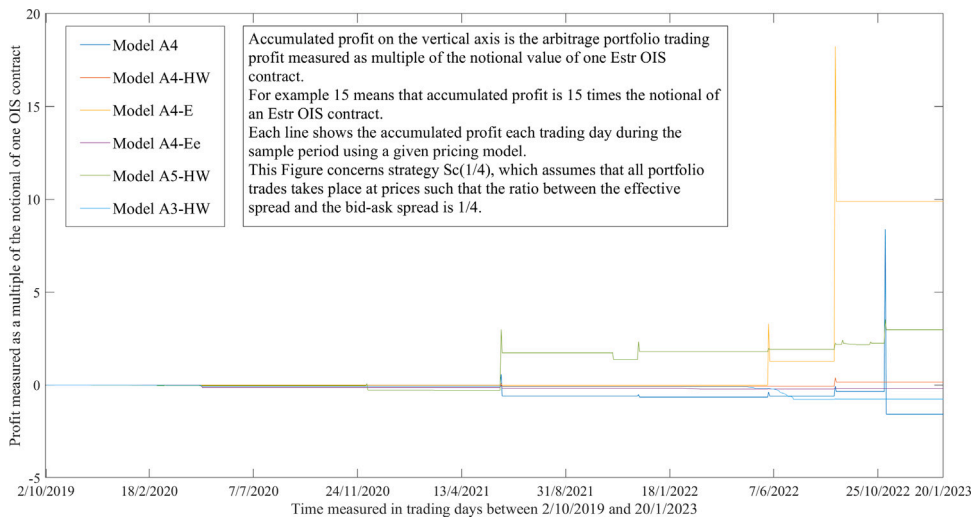 20
15
10
5
0
-5
Profit measured as a multiple of the notional of one OIS contract
Model A4
Model A4-HW
Model A4-E
Model A4-Ee
Model A5-HW
Model A3-HW
Accumulated profit on the vertical axis is the arbitrage portfolio trading
profit measured as multiple of the notional value of one Estr OIS
contract.
For example 15 means that accumulated profit is 15 times the notional of
an Estr OIS contract.
Each line shows the accumulated profit each trading day during the
sample period using a given pricing model.
This Figure concerns strategy Sc(1/4), which assumes that all portfolio
trades takes place at prices such that the ratio between the effective
spread and the bid-ask spread is 1/4.
2/10/2019 18/2/2020 7/7/2020 24/11/2020 13/4/2021 31/8/2021 18/1/2022 7/6/2022 25/10/2022 20/1/2023
Time measured in trading days between 2/10/2019 and 20/1/2023